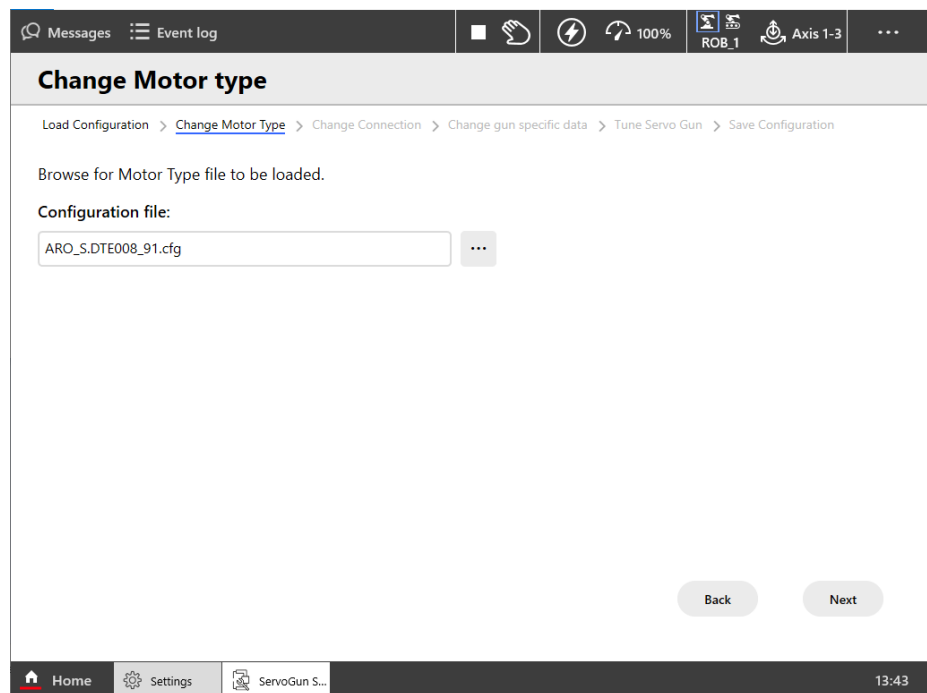 Messages Event log 100% ROB_1 Axis 1-3 ...
Change Motor type
Load Configuration > Change Motor Type > Change Connection > Change gun specific data > Tune Servo Gun > Save Configuration
Browse for Motor Type file to be loaded.
Configuration file:
ARO_S.DTE008_91.cfg ...
Back Next
Home Settings ServoGun S... 13:43